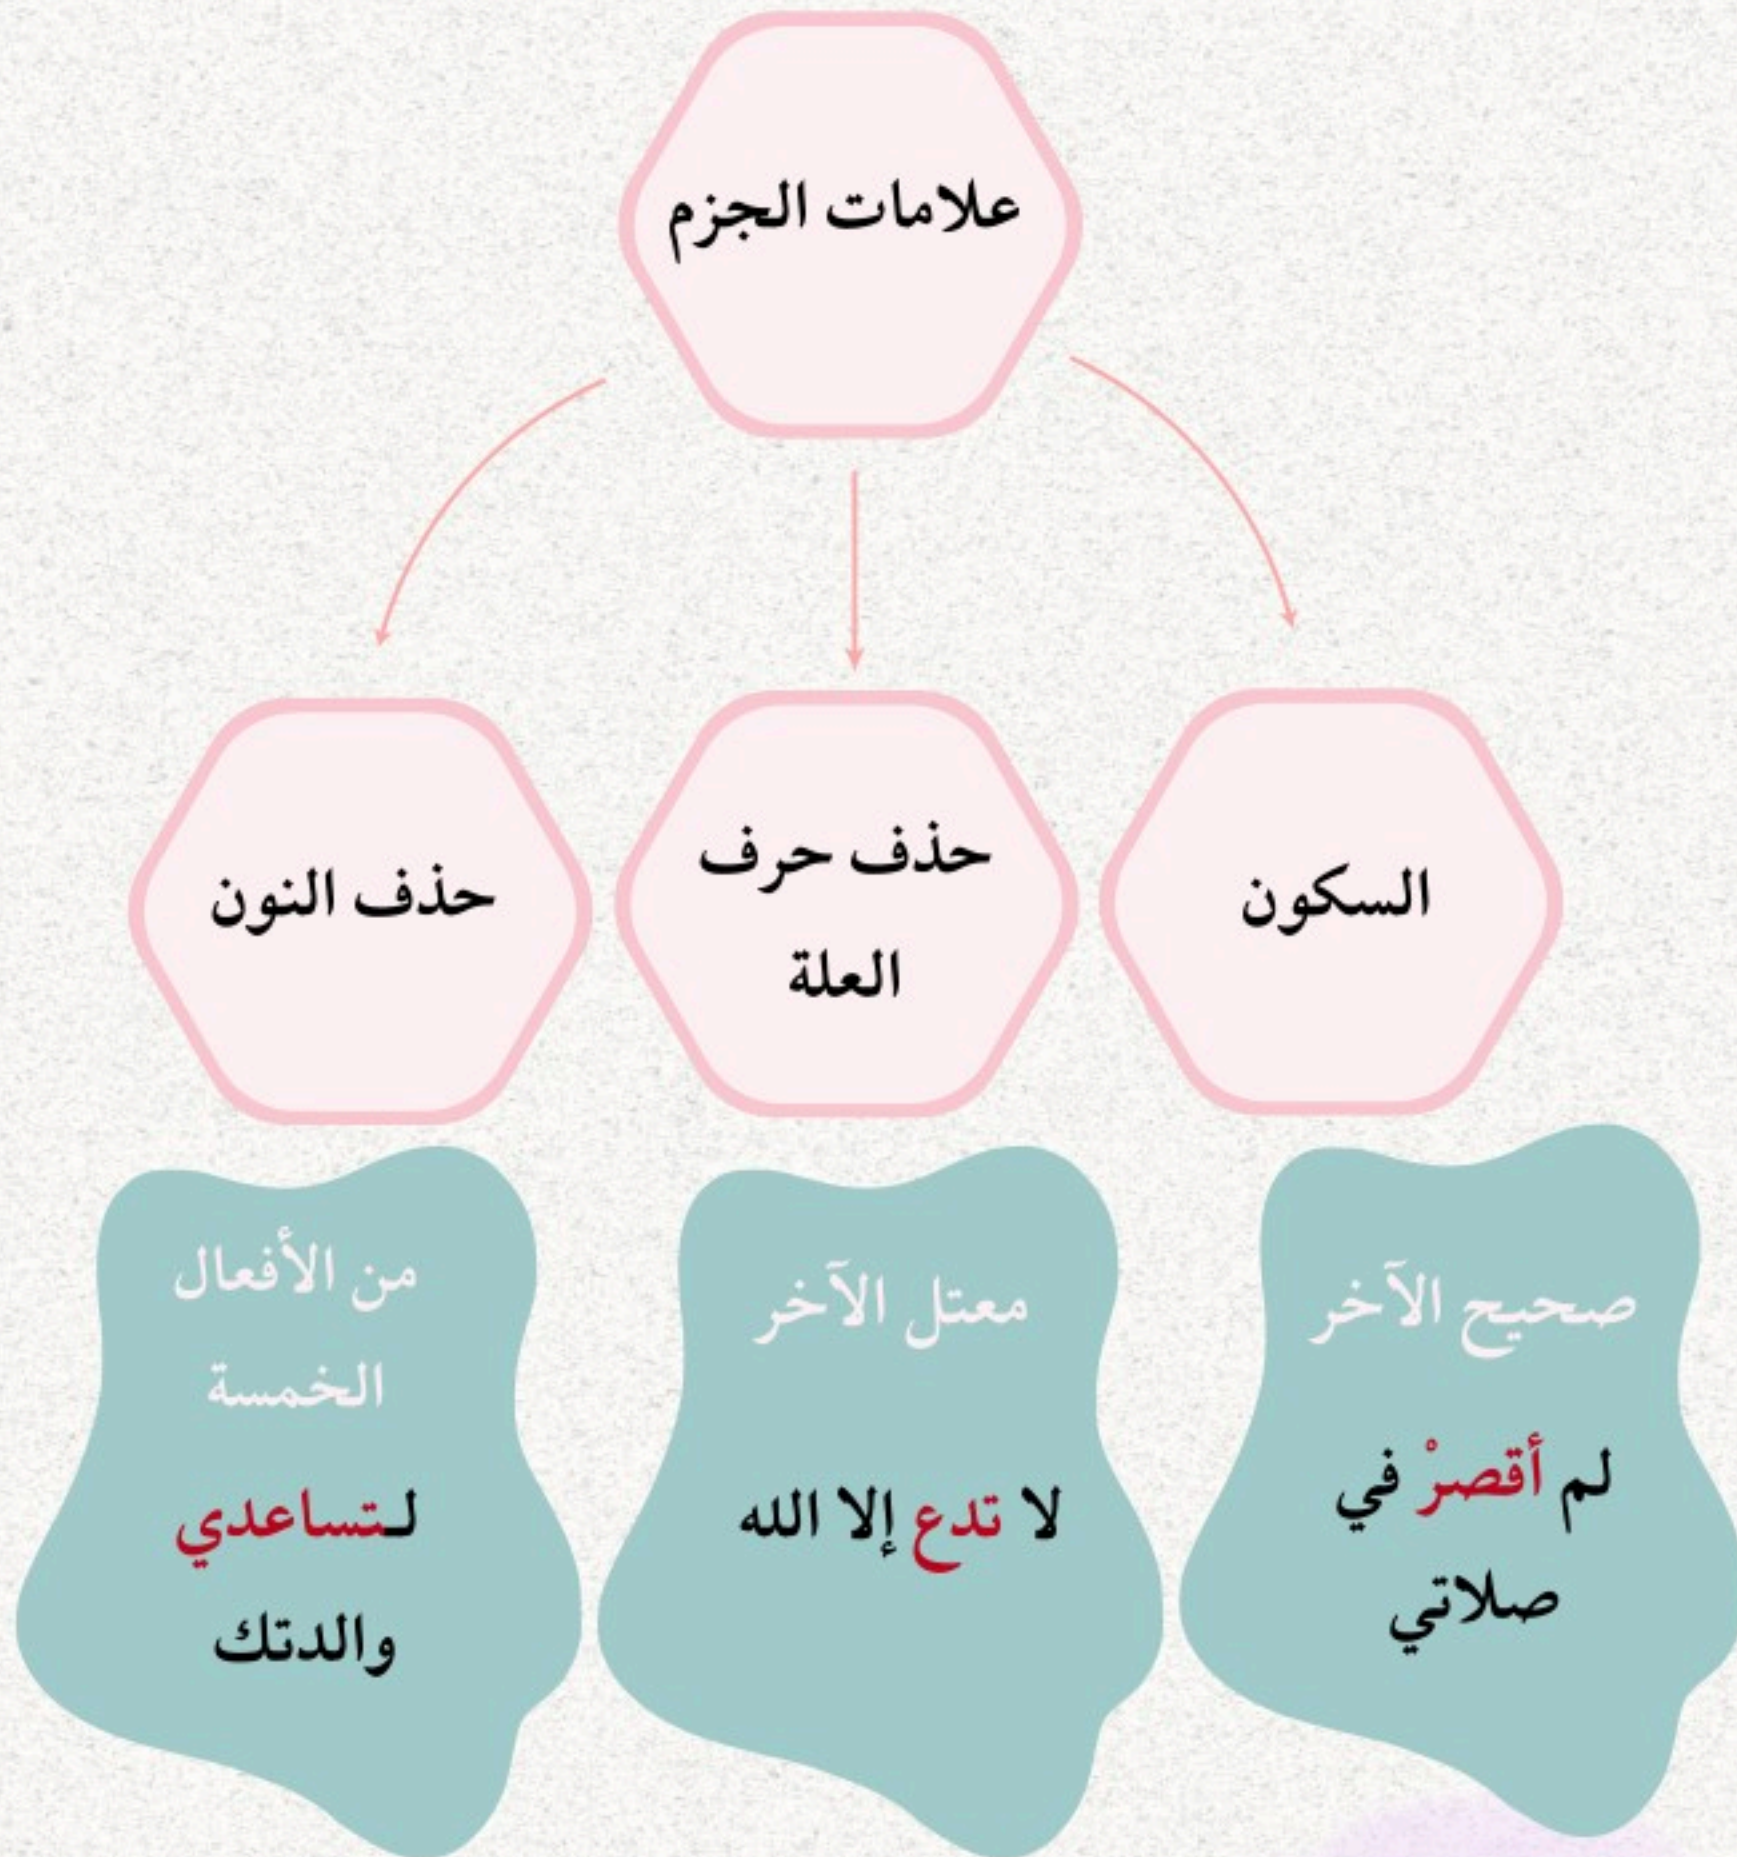 علامات الجزم
السكون
حذف حرف
العلة
حذف النون
صحيح الآخر
لم أقصرْ في
صلاتي
معتل الآخر
لا تدع إلا الله
من الأفعال
الخمسة
لـتساعدي
والدتك